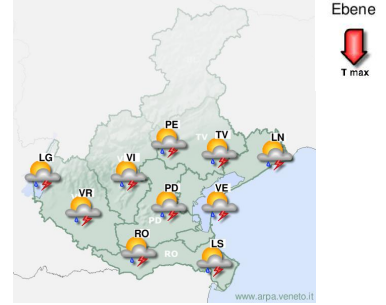 Ebene
T max
PE
TV
TV
LN
LG
VI
VR
PD
VE
PD
RO
RO
LS
www.arpa.veneto.it